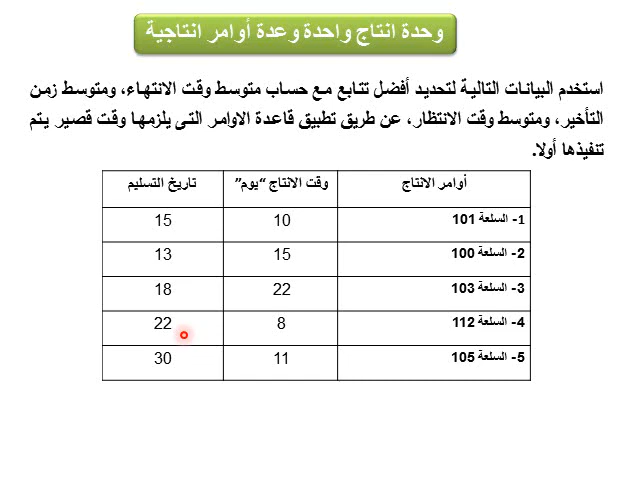 وحدة انتاج واحدة وعدة أوامر انتاجية
استخدم البيانات التالية لتحديد أفضل تتابع مع حساب متوسط وقت الانتهاء، ومتوسط زمن
التأخير، ومتوسط وقت الانتظار، عن طريق تطبيق قاعدة الاوامر التى يلزمها وقت قصير يتم
تنفيذها أولا.
أوامر الانتاج وقت الانتاج “يوم” تاريخ التسليم
1- السلعة 101 10 15
2- السلعة 100 15 13
3- السلعة 103 22 18
4- السلعة 112 8 22
5- السلعة 105 11 30